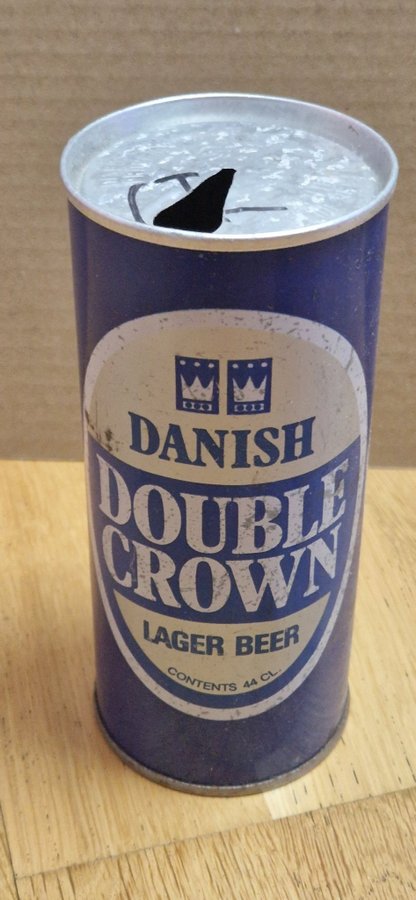 DANISH
DOUBLE
CROWN
LAGER BEER
CONTENTS 44 CL.